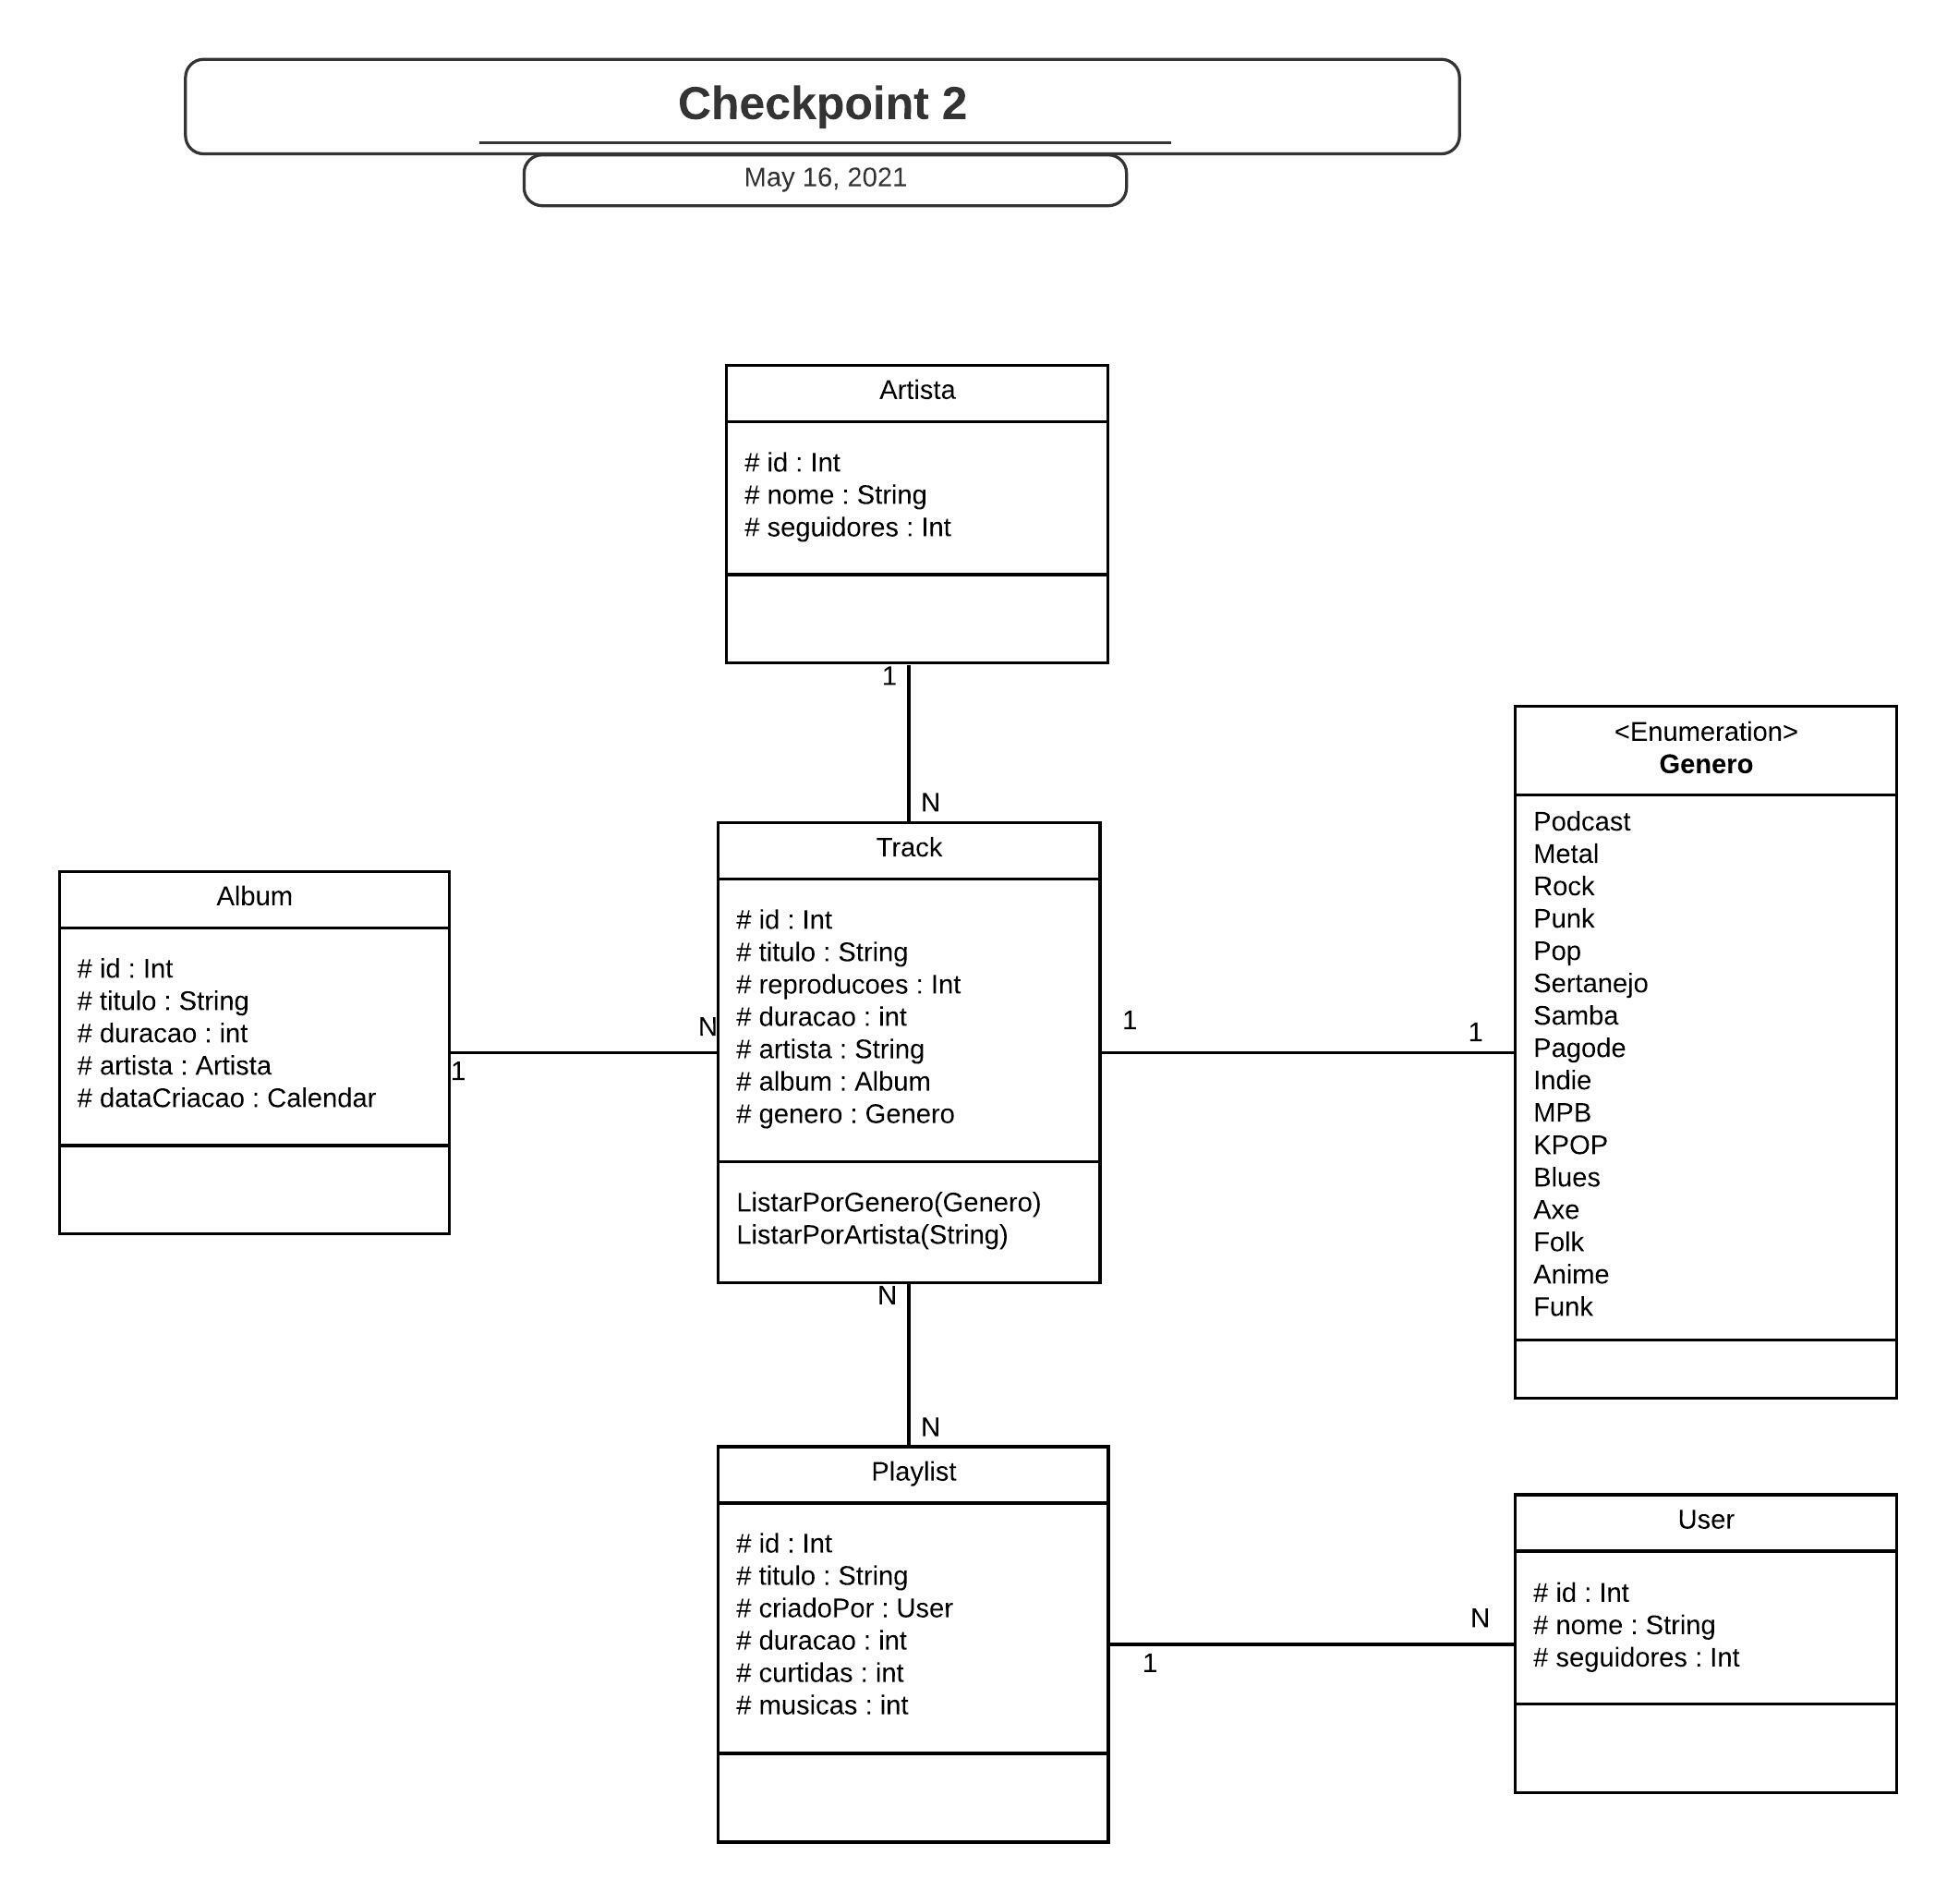 Checkpoint 2
May 16, 2021
Artista
# id : Int
# nome : String
# seguidores : Int
1
N
Track
# id : Int
# titulo : String
# reproducoes : Int
# duracao : int
# artista : String
# album : Album
# genero : Genero
ListarPorGenero(Genero)
ListarPorArtista(String)
Album
# id : Int
# titulo : String
# duracao : int
# artista : Artista
# dataCriacao : Calendar
1
N
1
1
<Enumeration>
Genero
Podcast
Metal
Rock
Punk
Pop
Sertanejo
Samba
Pagode
Indie
MPB
KPOP
Blues
Axe
Folk
Anime
Funk
N
N
Playlist
# id : Int
# titulo : String
# criadoPor : User
# duracao : int
# curtidas : int
# musicas : int
1
N
User
# id : Int
# nome : String
# seguidores : Int